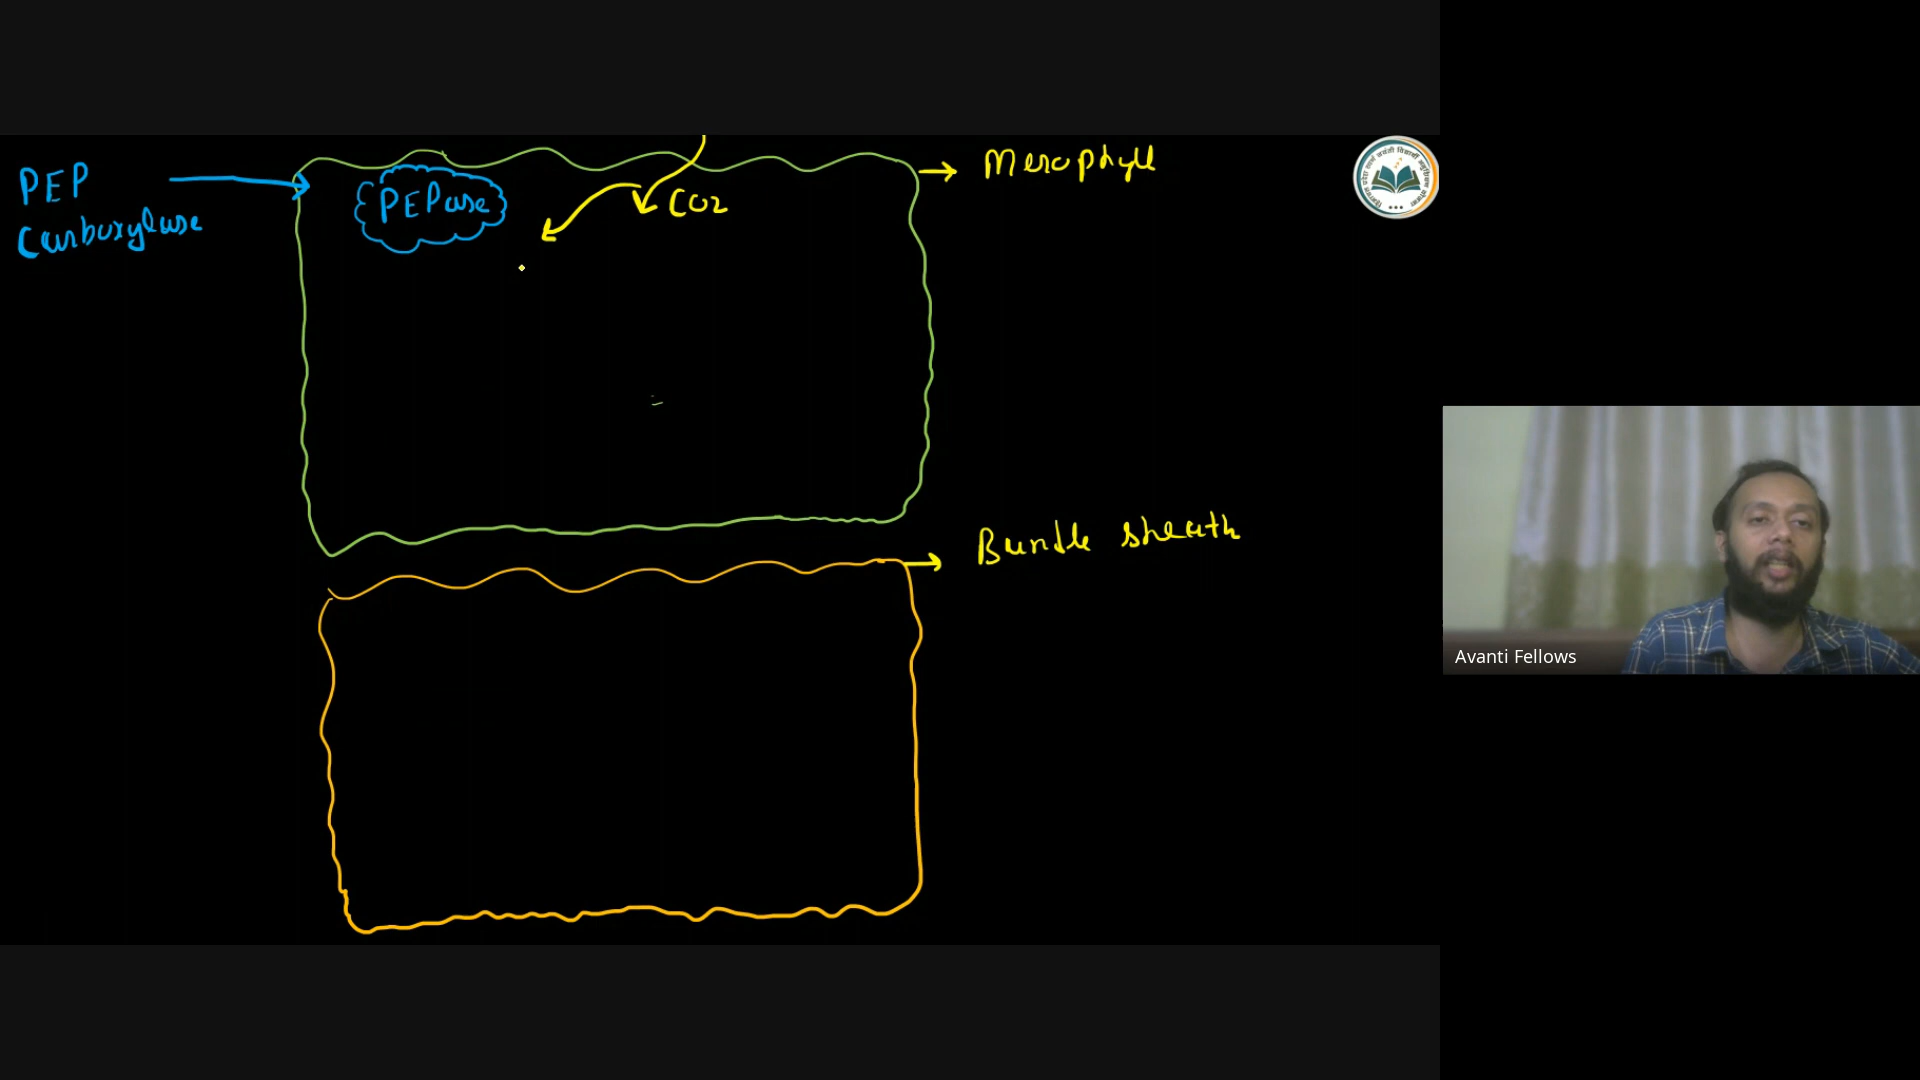 PEP
Carboxylase
PEPase
CO2
Mesophyll
Bundle sheath
Avanti Fellows